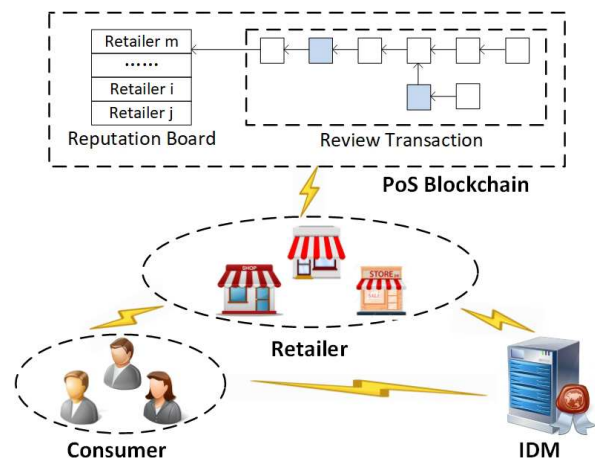 Retailer m
......
Retailer i
Retailer j
Reputation Board
Review Transaction
PoS Blockchain
SHOP
STORE
SALE
Retailer
Consumer
IDM